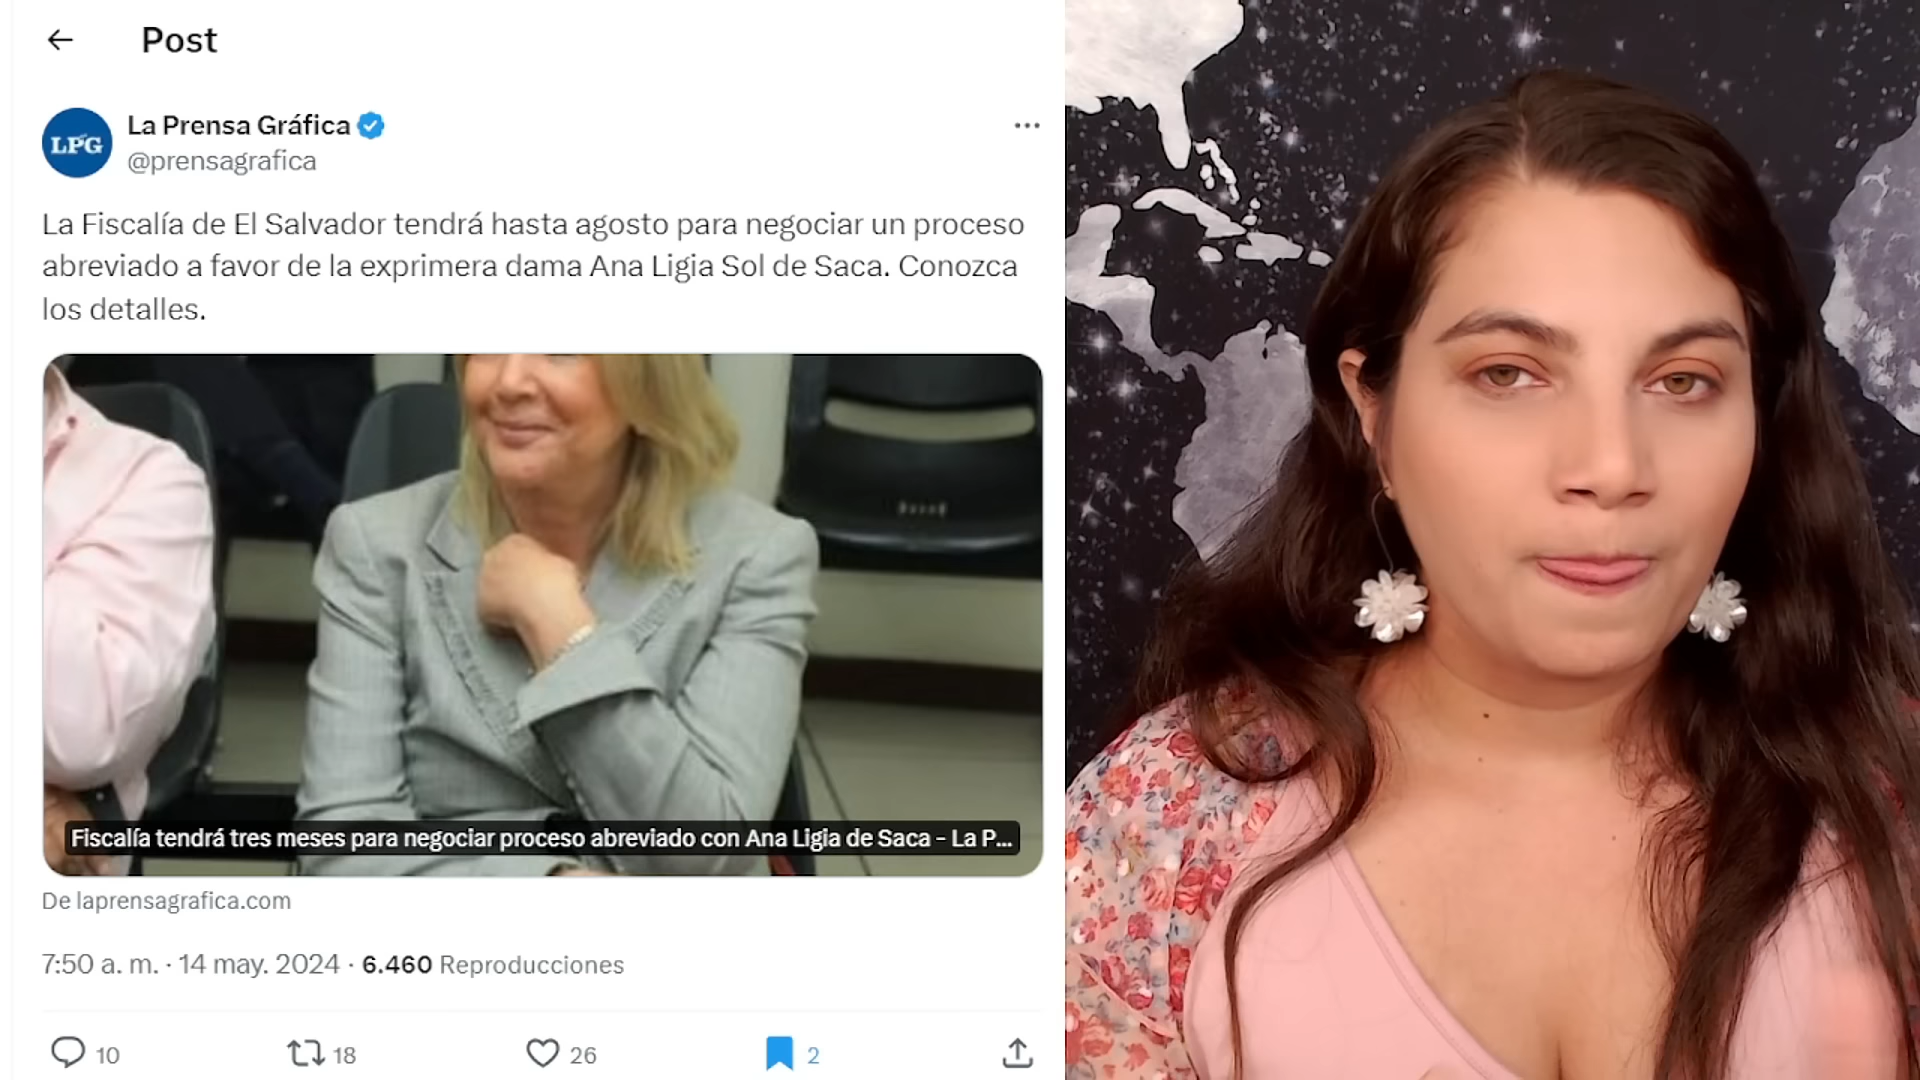 Post
LPG
La Prensa Gráfica
@prensagrafica
La Fiscalía de El Salvador tendrá hasta agosto para negociar un proceso
abreviado a favor de la exprimera dama Ana Ligia Sol de Saca. Conozca
los detalles.
Fiscalía tendrá tres meses para negociar proceso abreviado con Ana Ligia de Saca - La P...
De laprensagrafica.com
7:50 a. m. · 14 may. 2024 · 6.460 Reproducciones
10 18 26 2